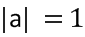 |a| = 1